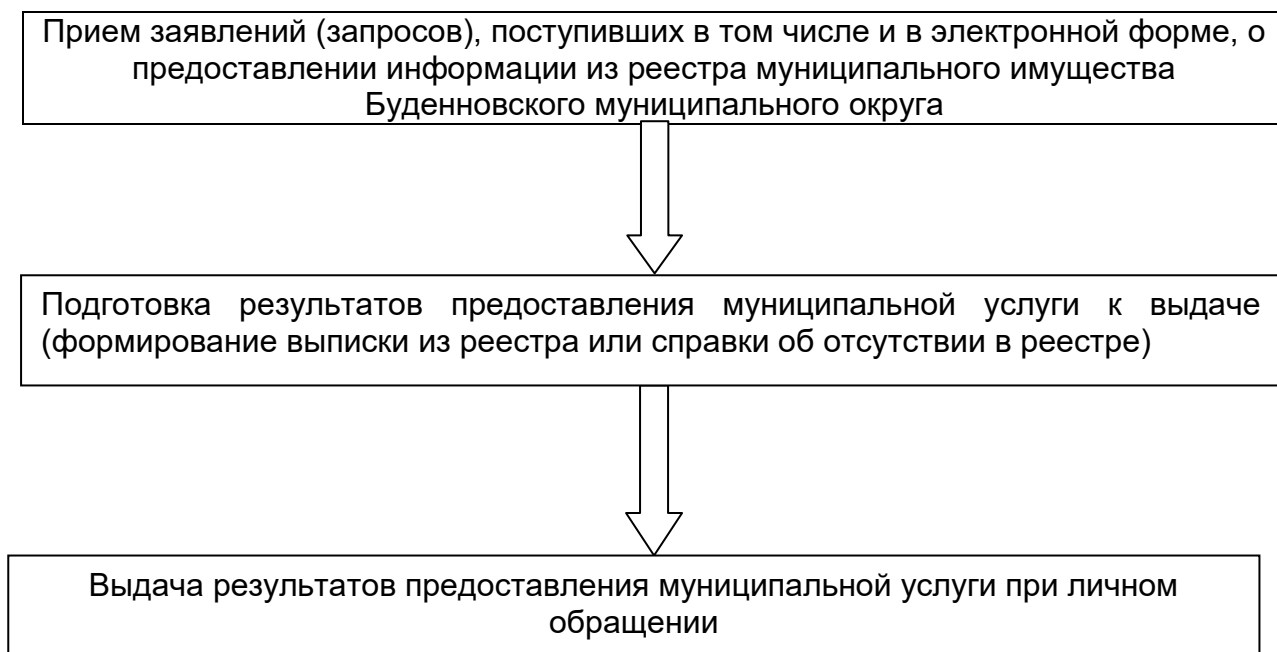 Прием заявлений (запросов), поступивших в том числе и в электронной форме, о
предоставлении информации из реестра муниципального имущества
Буденновского муниципального округа
Подготовка результатов предоставления муниципальной услуги к выдаче
(формирование выписки из реестра или справки об отсутствии в реестре)
Выдача результатов предоставления муниципальной услуги при личном
обращении